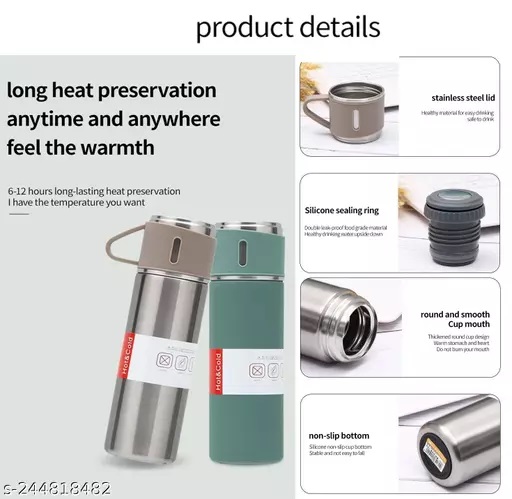 product details
long heat preservation
anytime and anywhere
feel the warmth
6-12 hours long-lasting heat preservation
I have the temperature you want
Hot&Cold
Hot&Cold
stainless steel lid
Healthy material for easy drinking
safe to drink
Silicone sealing ring
Double leak-proof food grade material
Healthy drinking water upside down
round and smooth
Cup mouth
Thickened round cup design
Warm stomach and heart
Do not burn your mouth
non-slip bottom
Silicone non-slip cup bottom
Stable and not easy to fall
s-244818482